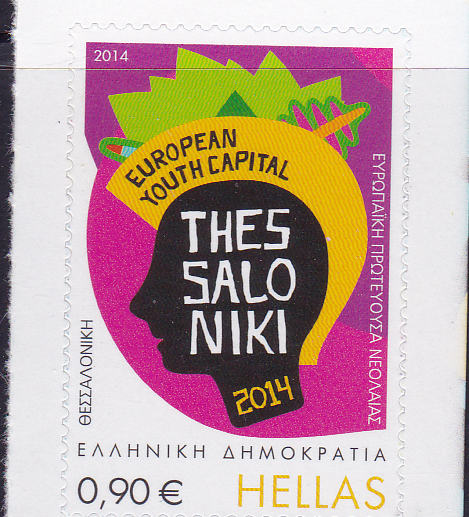 2014
EUROPEAN
YOUTH CAPITAL
THES
SALO
NIKI
2014
ΘΕΣΣΑΛΟΝΙΚΗ
ΕΥΡΩΠΑΪΚΗ ΠΡΩΤΕΥΟΥΣΑ ΝΕΟΛΑΙΑΣ
ΕΛΛΗΝΙΚΗ ΔΗΜΟΚΡΑΤΙΑ
0,90 € HELLAS